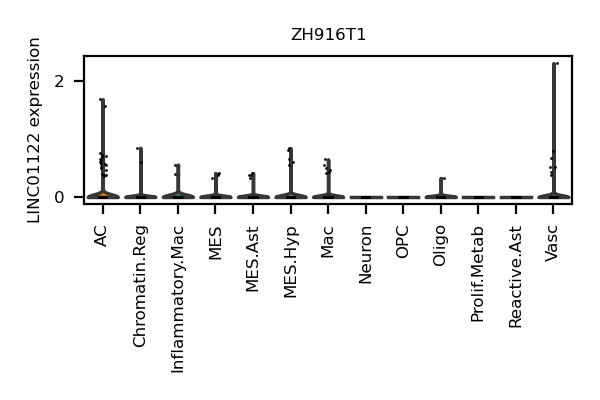 ZH916T1
LINC01122 expression
2
0
AC
Chromatin.Reg
Inflammatory.Mac
MES
MES.Ast
MES.Hyp
Mac
Neuron
OPC
Oligo
Prolif.Metab
Reactive.Ast
Vasc